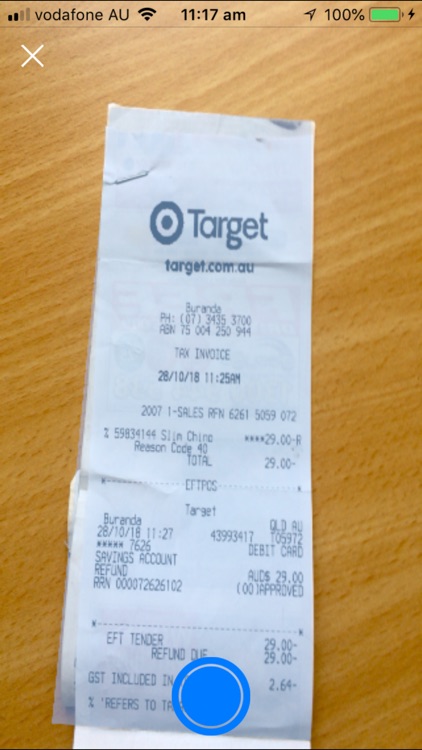 vodafone AU 11:17 am 100%
Target
target.com.au
Buranda
PH: (07) 3435 3700
ABN 75 004 250 944
TAX INVOICE
28/10/18 11:25AM
2007 1-SALES RFN 6261 5059 072
% 59834144 Slim Chino ****29.00-R
Reason Code 40
TOTAL 29.00-
*---------------- EFTPOS ----------------*
Target
Buranda QLD AU
28/10/18 11:27 43993417 T05972
***** 7626 DEBIT CARD
SAVINGS ACCOUNT
REFUND AUD$ 29.00
RRN 000072626102 (00)APPROVED
*----------------------------------------*
EFT TENDER 29.00-
REFUND DUE 29.00-
GST INCLUDED IN 2.64-
% 'REFERS TO